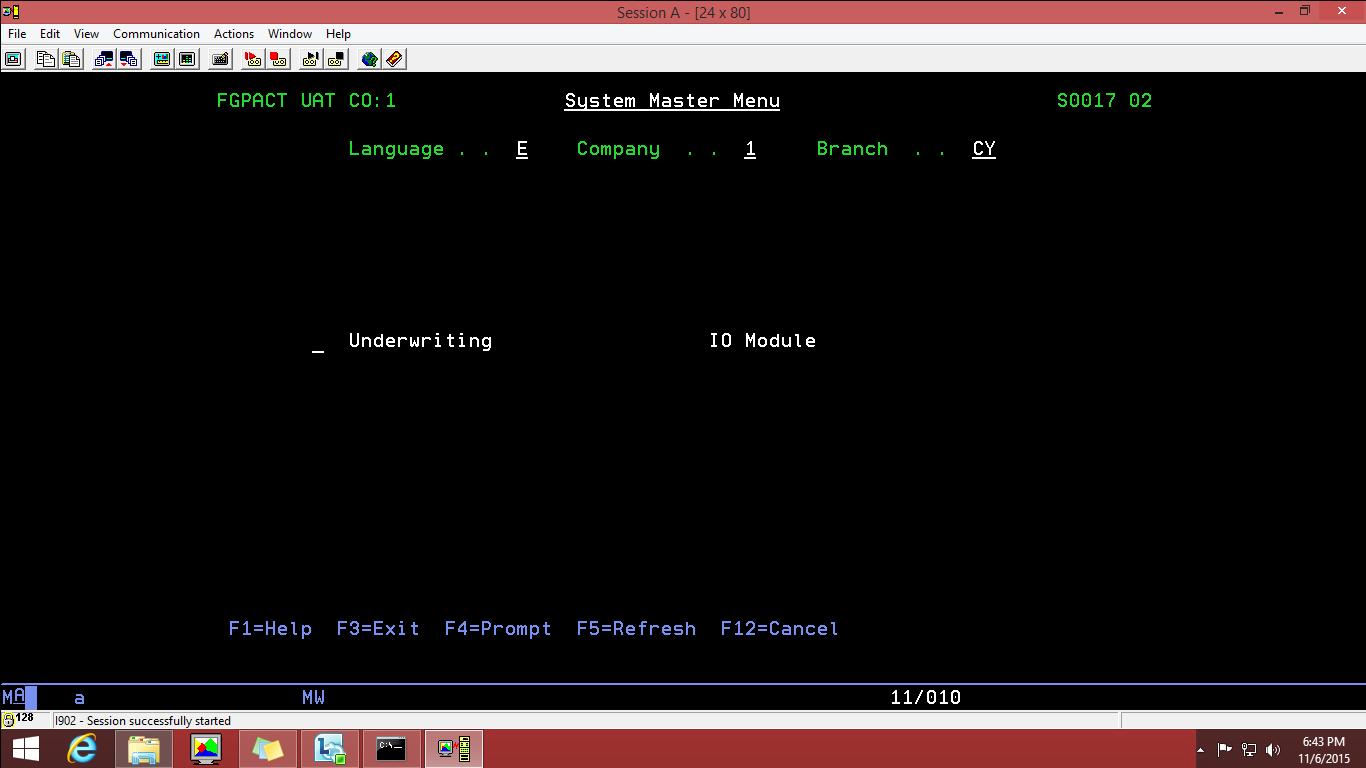 Session A - [24 x 80]
File Edit View Communication Actions Window Help
FGPACT UAT CO:1 System Master Menu S0017 02
Language . . E Company . . 1 Branch . . CY
_ Underwriting IO Module
F1=Help F3=Exit F4=Prompt F5=Refresh F12=Cancel
MA a MW 11/010
128 I902 - Session successfully started
C:\_
6:43 PM
11/6/2015